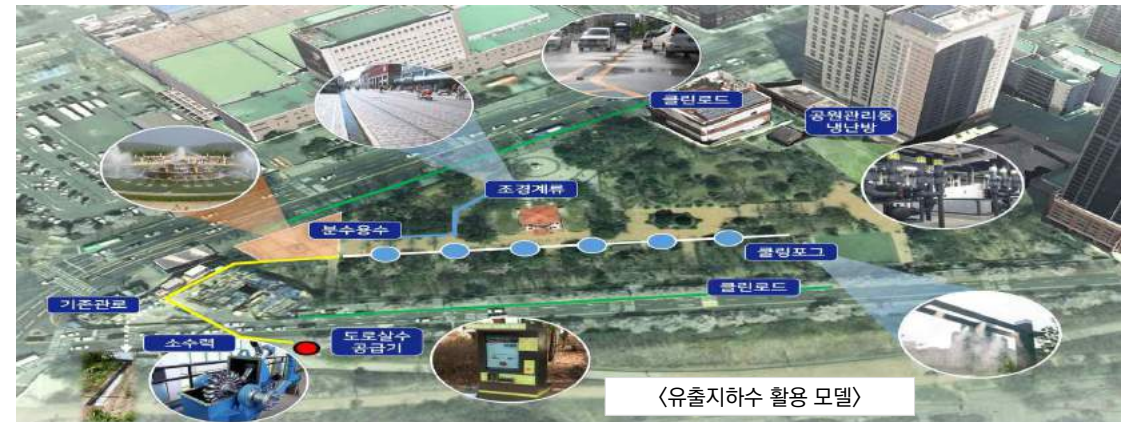 클린로드
공원관리동
냉난방
조경계류
분수용수
쿨링포그
클린로드
기존관로
소수력
도로살수
공급기
〈유출지하수 활용 모델〉